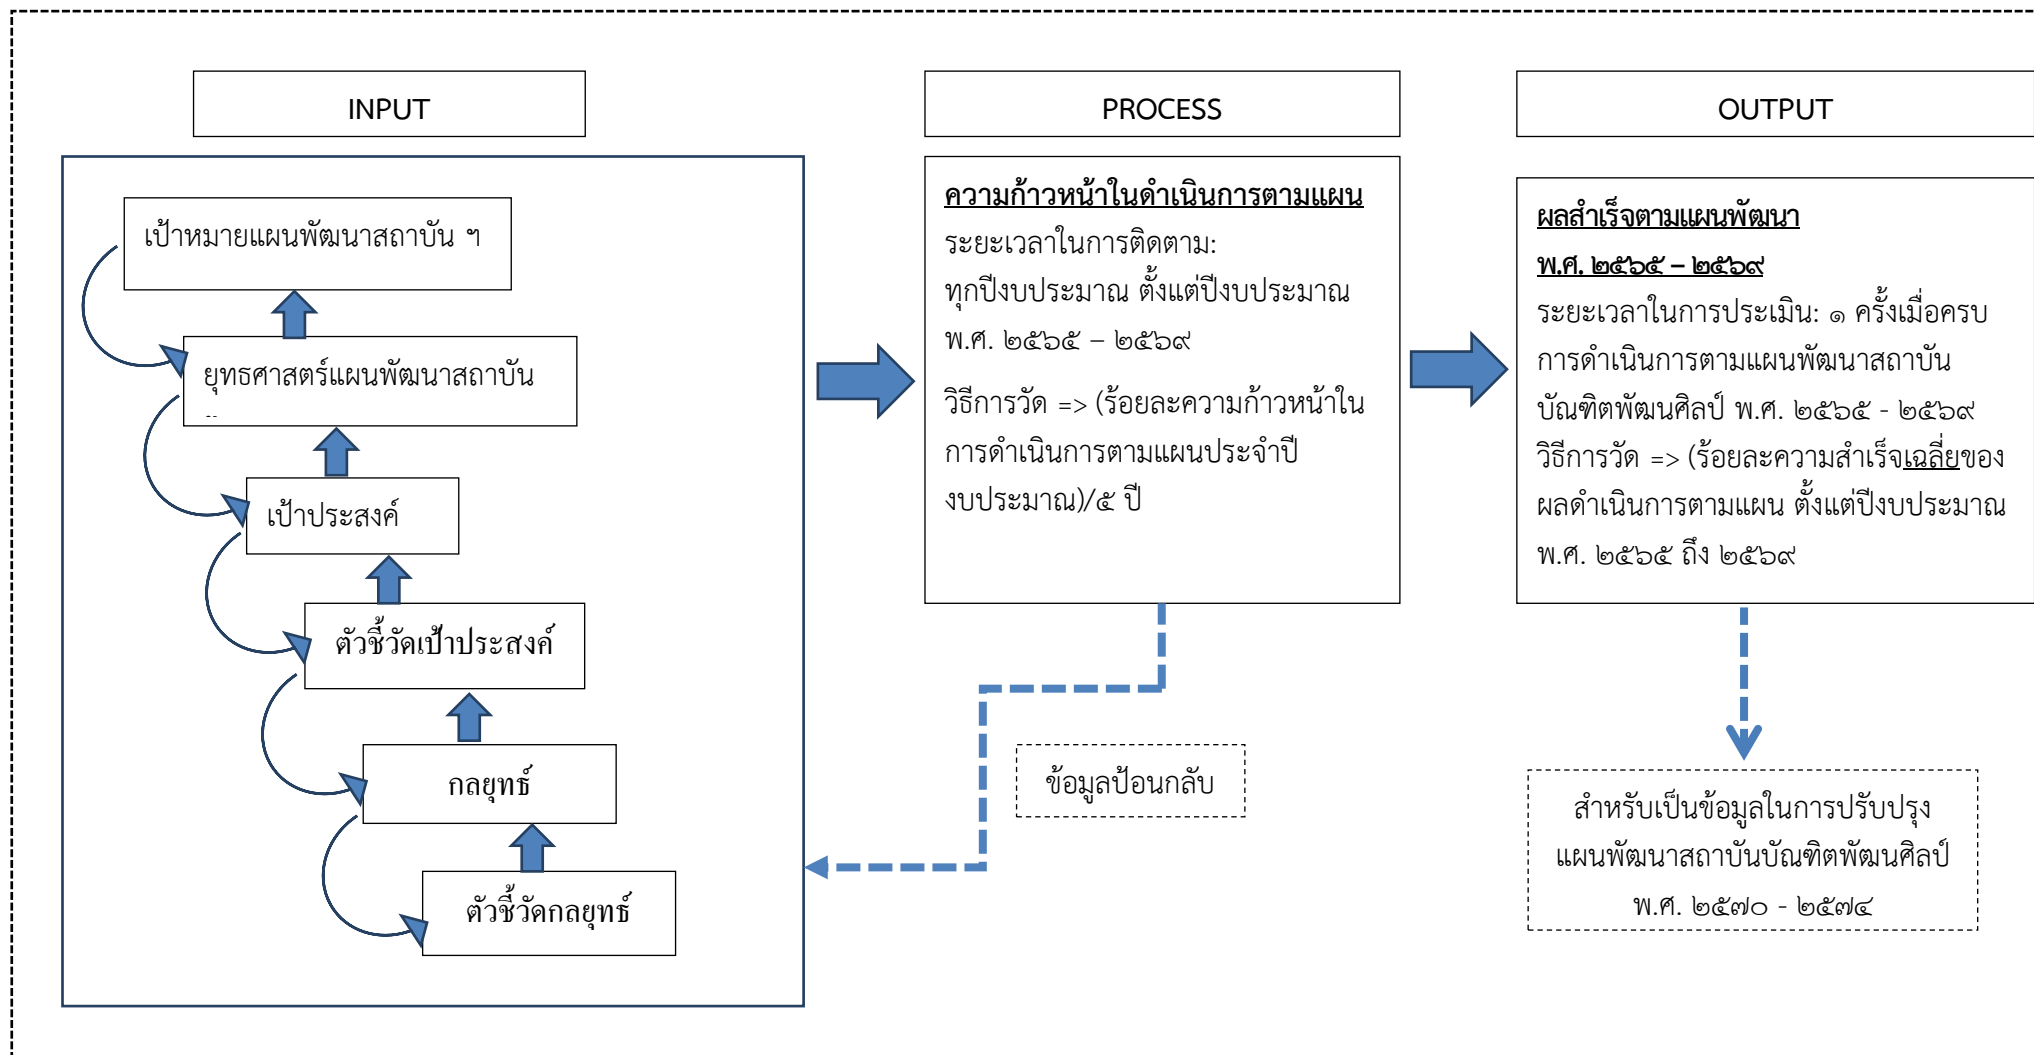 INPUT
เป้าหมายแผนพัฒนาสถาบัน ฯ
ยุทธศาสตร์แผนพัฒนาสถาบัน
เป้าประสงค์
ตัวชี้วัดเป้าประสงค์
กลยุทธ์
ตัวชี้วัดกลยุทธ์
PROCESS
ความก้าวหน้าในดำเนินการตามแผน
ระยะเวลาในการติดตาม:
ทุกปีงบประมาณ ตั้งแต่ปีงบประมาณ
พ.ศ. ๒๕๖๕ – ๒๕๖๙
วิธีการวัด => (ร้อยละความก้าวหน้าใน
การดำเนินการตามแผนประจำปี
งบประมาณ)/๕ ปี
ข้อมูลป้อนกลับ
OUTPUT
ผลสำเร็จตามแผนพัฒนา
พ.ศ. ๒๕๖๕ – ๒๕๖๙
ระยะเวลาในการประเมิน: ๑ ครั้งเมื่อครบ
การดำเนินการตามแผนพัฒนาสถาบัน
บัณฑิตพัฒนศิลป์ พ.ศ. ๒๕๖๕ - ๒๕๖๙
วิธีการวัด => (ร้อยละความสำเร็จเฉลี่ยของ
ผลดำเนินการตามแผน ตั้งแต่ปีงบประมาณ
พ.ศ. ๒๕๖๕ ถึง ๒๕๖๙
สำหรับเป็นข้อมูลในการปรับปรุง
แผนพัฒนาสถาบันบัณฑิตพัฒนศิลป์
พ.ศ. ๒๕๗๐ - ๒๕๗๔